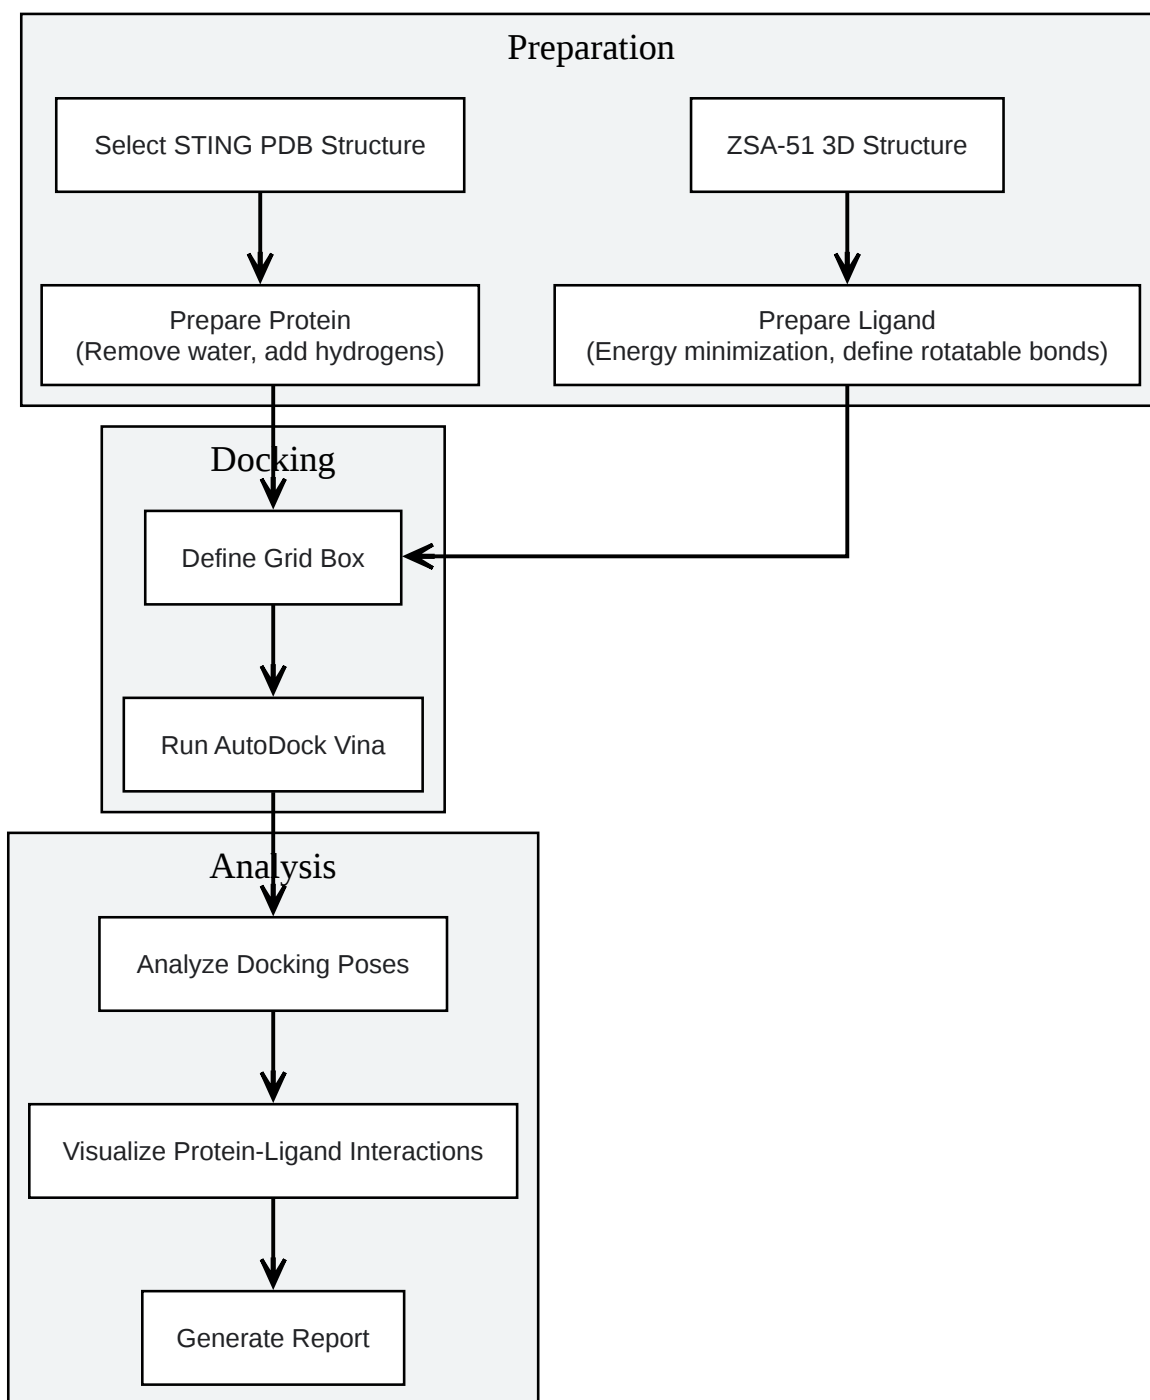 Preparation
Select STING PDB Structure
ZSA-51 3D Structure
Prepare Protein
(Remove water, add hydrogens)
Prepare Ligand
(Energy minimization, define rotatable bonds)
Docking
Define Grid Box
Run AutoDock Vina
Analysis
Analyze Docking Poses
Visualize Protein-Ligand Interactions
Generate Report